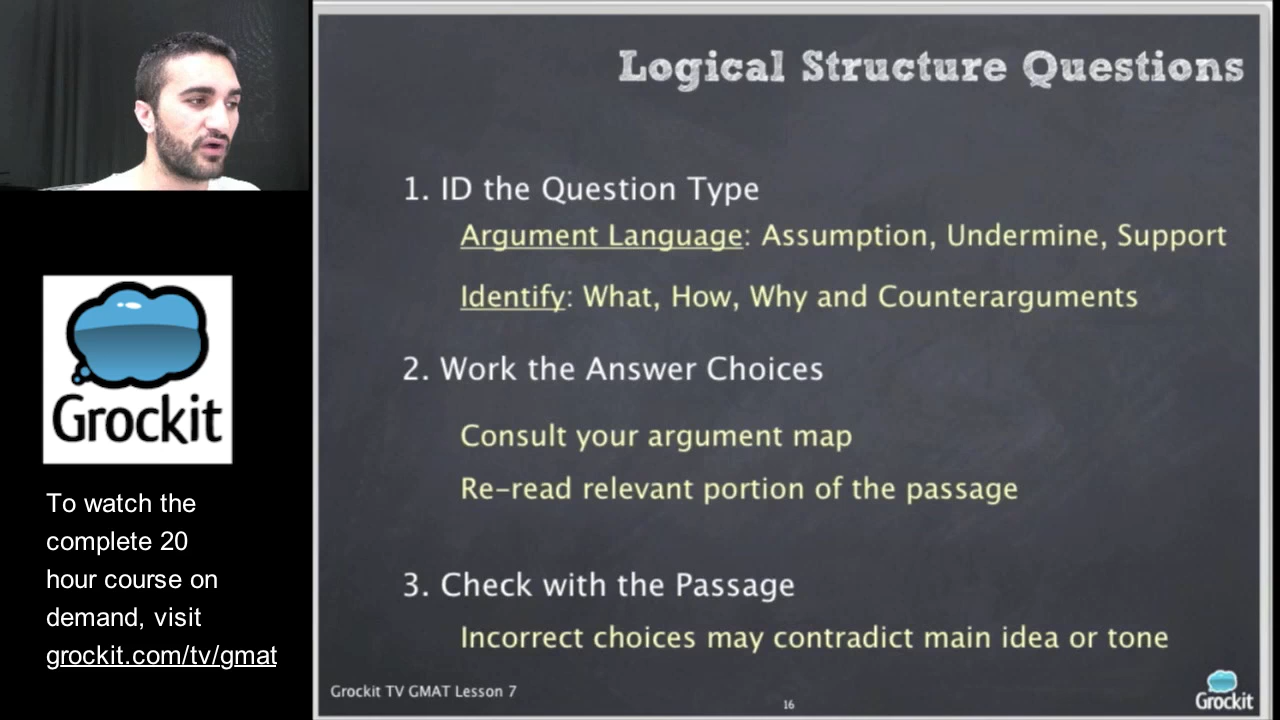 Logical Structure Questions
1. ID the Question Type
Argument Language: Assumption, Undermine, Support
Identify: What, How, Why and Counterarguments
2. Work the Answer Choices
Consult your argument map
Re-read relevant portion of the passage
3. Check with the Passage
Incorrect choices may contradict main idea or tone
Grockit TV GMAT Lesson 7
16
Grockit
Grockit
To watch the
complete 20
hour course on
demand, visit
grockit.com/tv/gmat